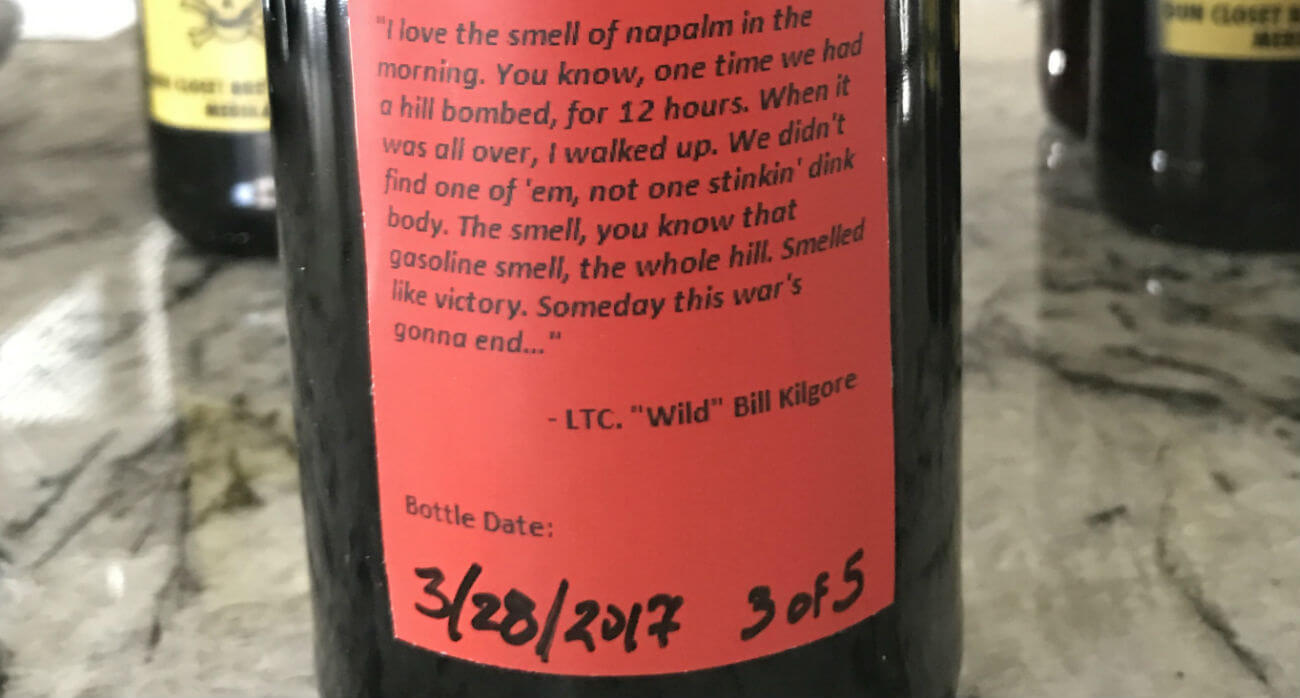 "I love the smell of napalm in the
morning. You know, one time we had
a hill bombed, for 12 hours. When it
was all over, I walked up. We didn't
find one of 'em, not one stinkin' dink
body. The smell, you know that
gasoline smell, the whole hill. Smelled
like victory. Someday this war's
gonna end..."
- LTC. "Wild" Bill Kilgore
Bottle Date:
3/28/2017 3 of 5
CLOSET
CLOSET